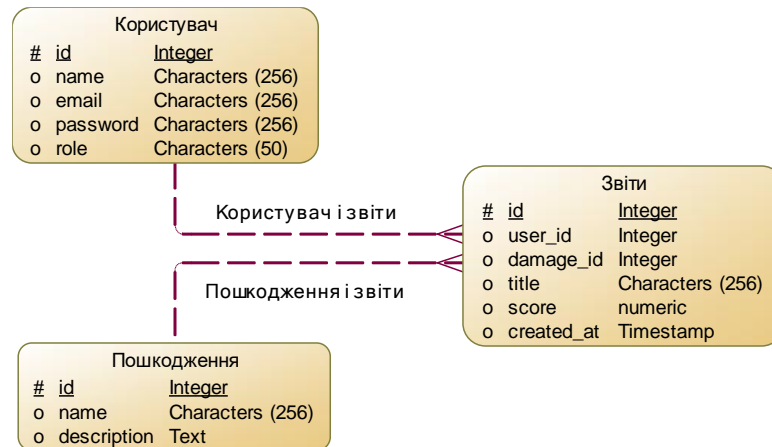 Користувач
# id Integer
o name Characters (256)
o email Characters (256)
o password Characters (256)
o role Characters (50)
Користувач і звіти
Звіти
# id Integer
o user_id Integer
o damage_id Integer
o title Characters (256)
o score numeric
o created_at Timestamp
Пошкодження і звіти
Пошкодження
# id Integer
o name Characters (256)
o description Text